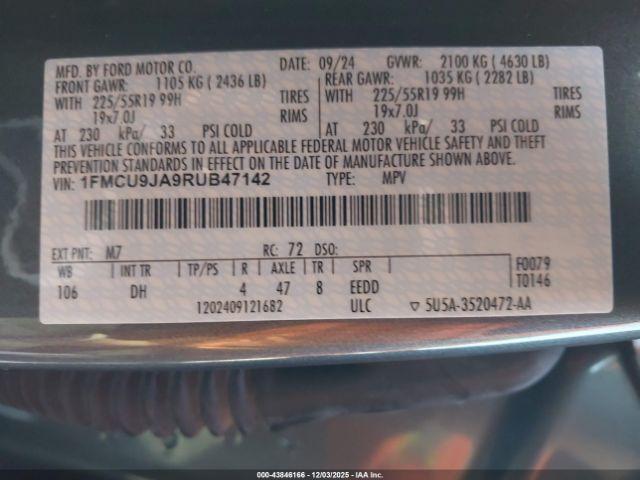 MFD. BY FORD MOTOR CO. DATE: 09/24 GVWR: 2100 KG ( 4630 LB)
FRONT GAWR: 1105 KG ( 2436 LB) REAR GAWR: 1035 KG ( 2282 LB)
WITH 225/55R19 99H TIRES WITH 225/55R19 99H TIRES
19x7.0J RIMS 19x7.0J RIMS
AT 230 kPa/ 33 PSI COLD AT 230 kPa/ 33 PSI COLD
THIS VEHICLE CONFORMS TO ALL APPLICABLE FEDERAL MOTOR VEHICLE SAFETY AND THEFT
PREVENTION STANDARDS IN EFFECT ON THE DATE OF MANUFACTURE SHOWN ABOVE.
VIN: 1FMCU9JA9RUB47142 TYPE: MPV
EXT PNT: M7 RC: 72 DSO:
WB INT TR TP/PS R AXLE TR SPR F0079
106 DH 4 47 8 EEDD T0146
1202409121682 ULC ▽ 5U5A-3520472-AA
000-43846166 - 12/03/2025 - IAA Inc.